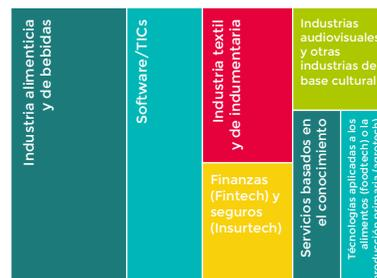 Industria alimenticia
y de bebidas
Software/TICs
Industria textil
y de indumentaria
Finanzas
(Fintech) y
seguros
(Insurtech)
Industrias
audiovisuales
y otras
industrias de
base cultural
Servicios basados en
el conocimiento
Técnologías aplicadas a los
alimentos (foodtech) o la